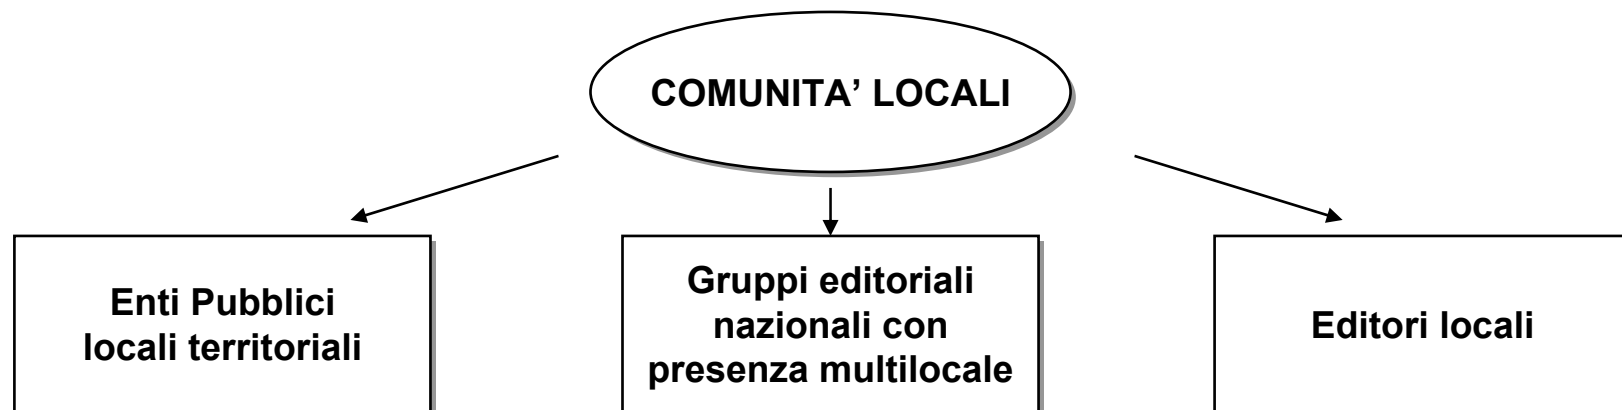 COMUNITA’ LOCALI
Enti Pubblici
locali territoriali
Gruppi editoriali
nazionali con
presenza multilocale
Editori locali